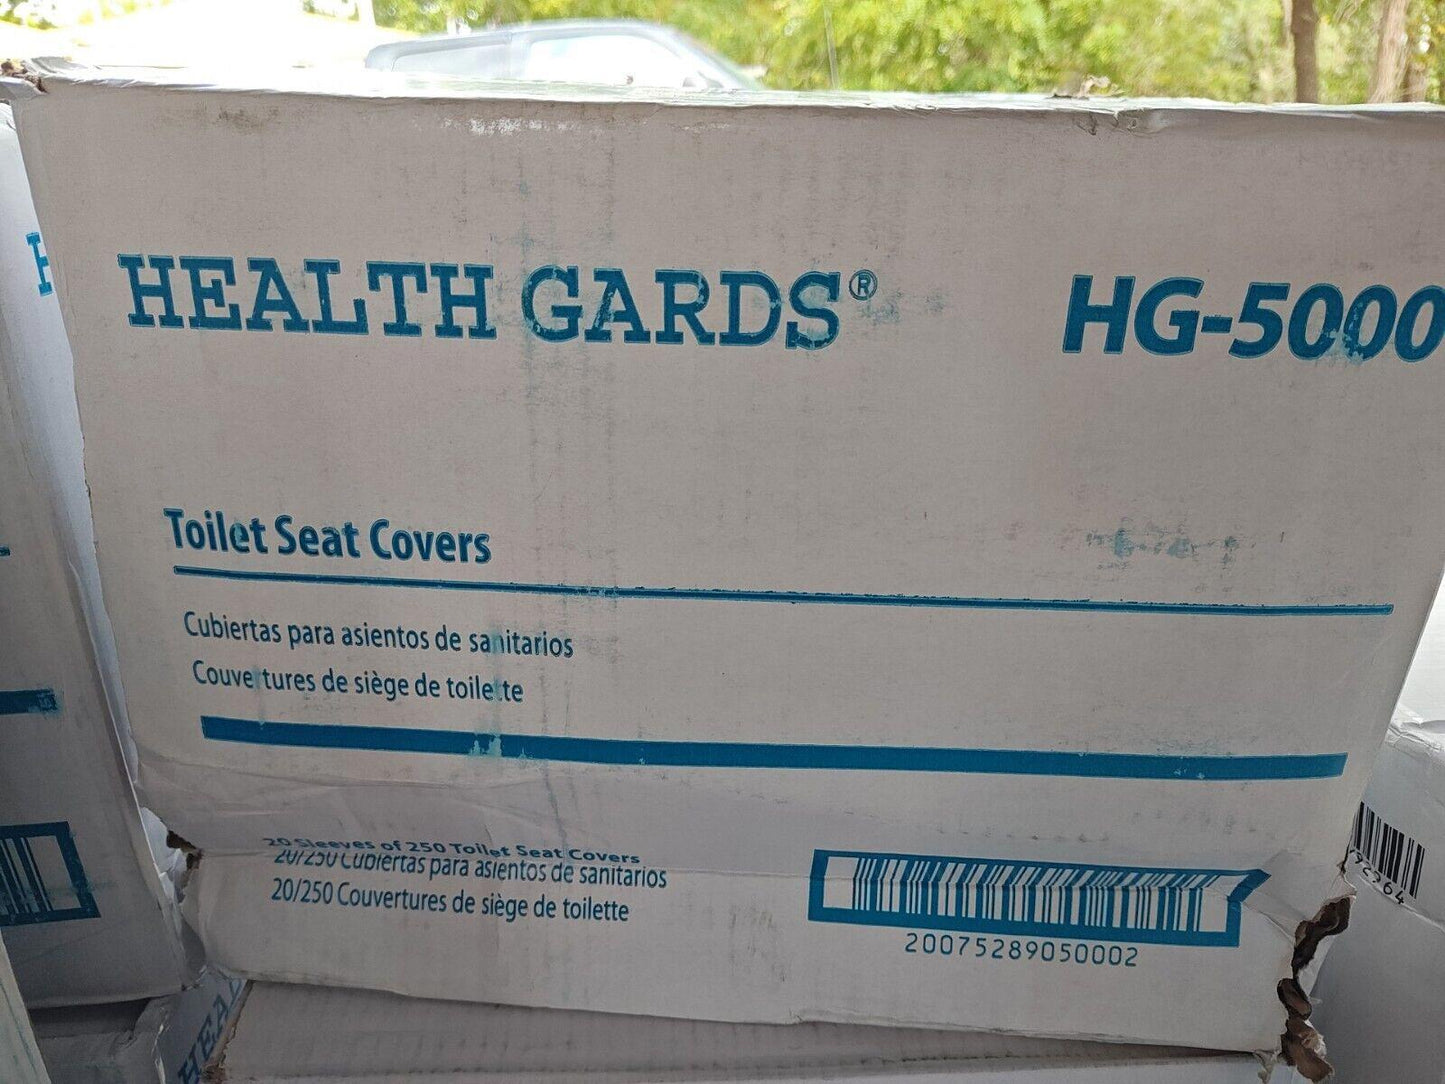 HEALTH GARDS®
HG-5000
Toilet Seat Covers
Cubiertas para asientos de sanitarios
Couvertures de siège de toilette
20 Sleeves of 250 Toilet Seat Covers
20/250 Cubiertas para asientos de sanitarios
20/250 Couvertures de siège de toilette
20075289050002
HEAL